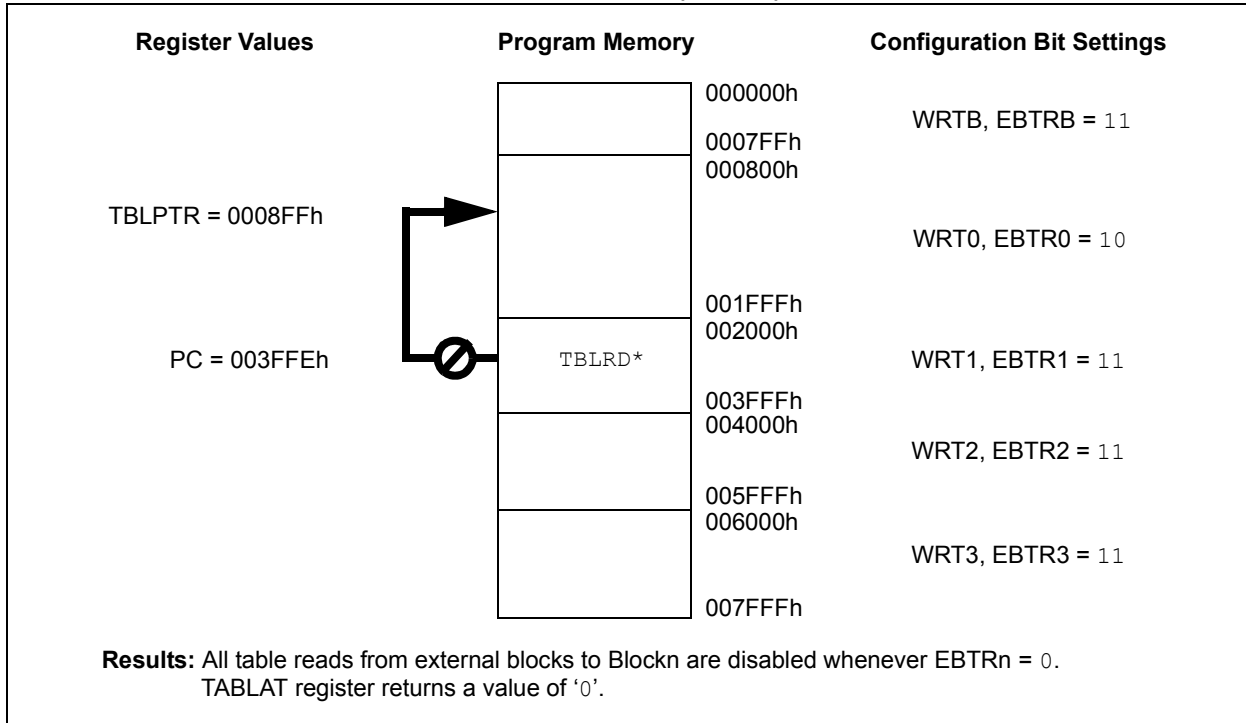 Register Values
Program Memory
Configuration Bit Settings
000000h
WRTB, EBTRB = 11
0007FFh
000800h
TBLPTR = 0008FFh
WRT0, EBTR0 = 10
001FFFh
002000h
PC = 003FFEh
TBLRD*
WRT1, EBTR1 = 11
003FFFh
004000h
WRT2, EBTR2 = 11
005FFFh
006000h
WRT3, EBTR3 = 11
007FFFh
Results: All table reads from external blocks to Blockn are disabled whenever EBTRn = 0.
TABLAT register returns a value of ‘0’.